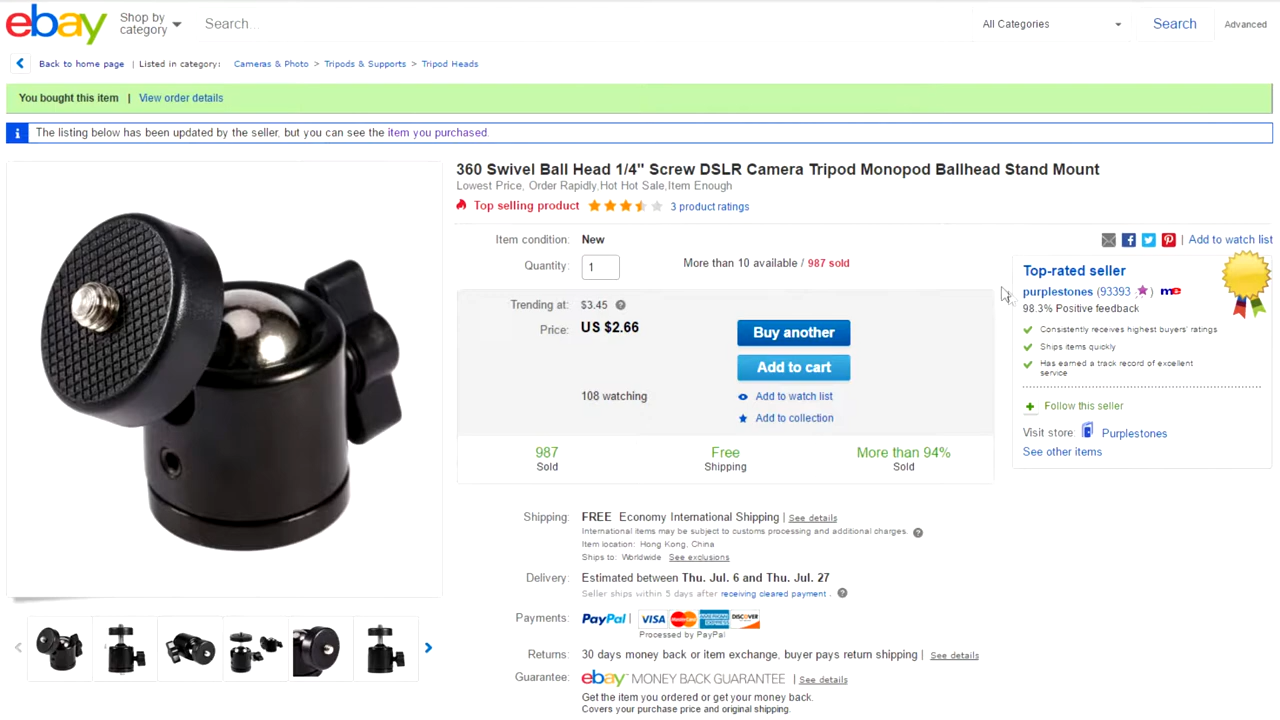 ebay
Shop by category
Search...
All Categories
Search
Advanced
Back to home page | Listed in category: Cameras & Photo > Tripods & Supports > Tripod Heads
You bought this item | View order details
The listing below has been updated by the seller, but you can see the item you purchased.
360 Swivel Ball Head 1/4" Screw DSLR Camera Tripod Monopod Ballhead Stand Mount
Lowest Price, Order Rapidly,Hot Hot Sale,Item Enough
Top selling product 3 product ratings
Item condition: New
Quantity: 1 More than 10 available / 987 sold
Trending at: $3.45
Price: US $2.66
Buy another
Add to cart
108 watching
Add to watch list
Add to collection
987 Sold
Free Shipping
More than 94% Sold
Shipping: FREE Economy International Shipping | See details
International items may be subject to customs processing and additional charges.
Item location: Hong Kong, China
Ships to: Worldwide See exclusions
Delivery: Estimated between Thu. Jul. 6 and Thu. Jul. 27
Seller ships within 5 days after receiving cleared payment .
Payments: PayPal | VISA MasterCard AMERICAN EXPRESS DISCOVER
Processed by PayPal
Returns: 30 days money back or item exchange, buyer pays return shipping | See details
Guarantee: ebay MONEY BACK GUARANTEE | See details
Get the item you ordered or get your money back.
Covers your purchase price and original shipping.
| Add to watch list
Top-rated seller
purplestones (93393 ) me
98.3% Positive feedback
Consistently receives highest buyers' ratings
Ships items quickly
Has earned a track record of excellent
service
Follow this seller
Visit store: Purplestones
See other items